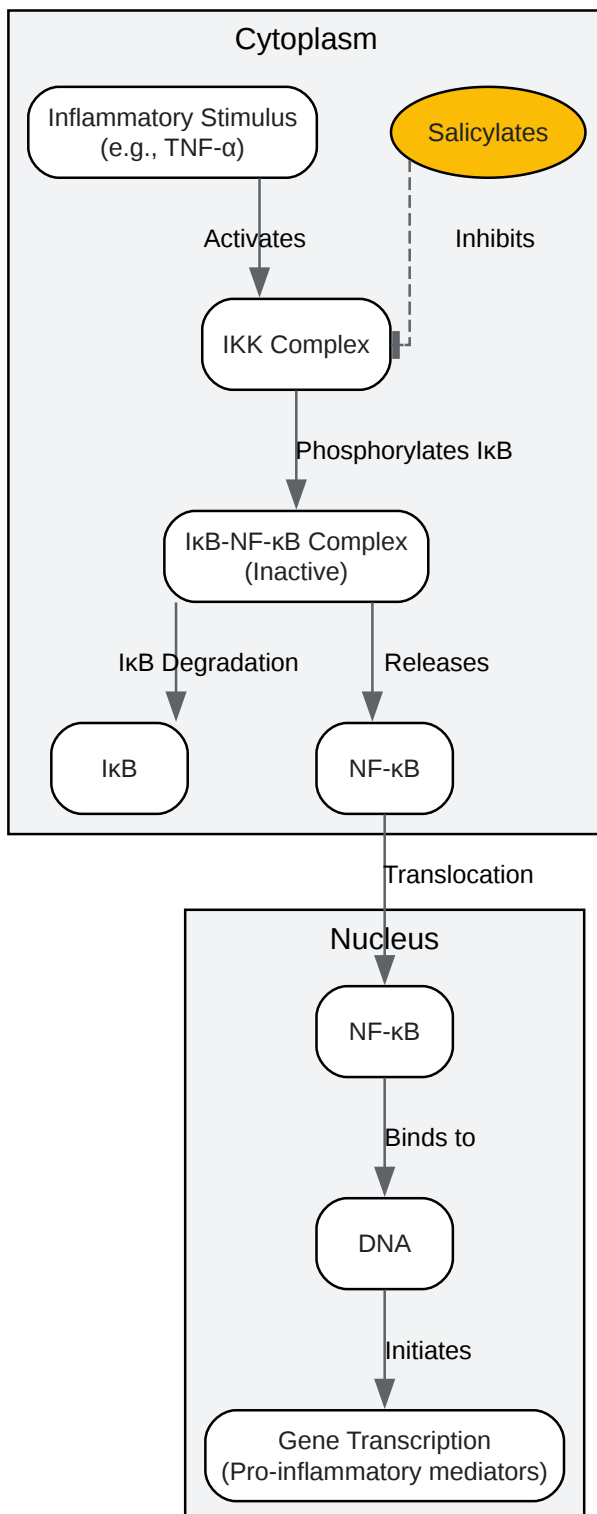 Cytoplasm
Inflammatory Stimulus
(e.g., TNF-α)
Salicylates
Activates
Inhibits
IKK Complex
Phosphorylates IκB
IκB-NF-κB Complex
(Inactive)
IκB Degradation
Releases
IκB
NF-κB
Translocation
Nucleus
NF-κB
Binds to
DNA
Initiates
Gene Transcription
(Pro-inflammatory mediators)